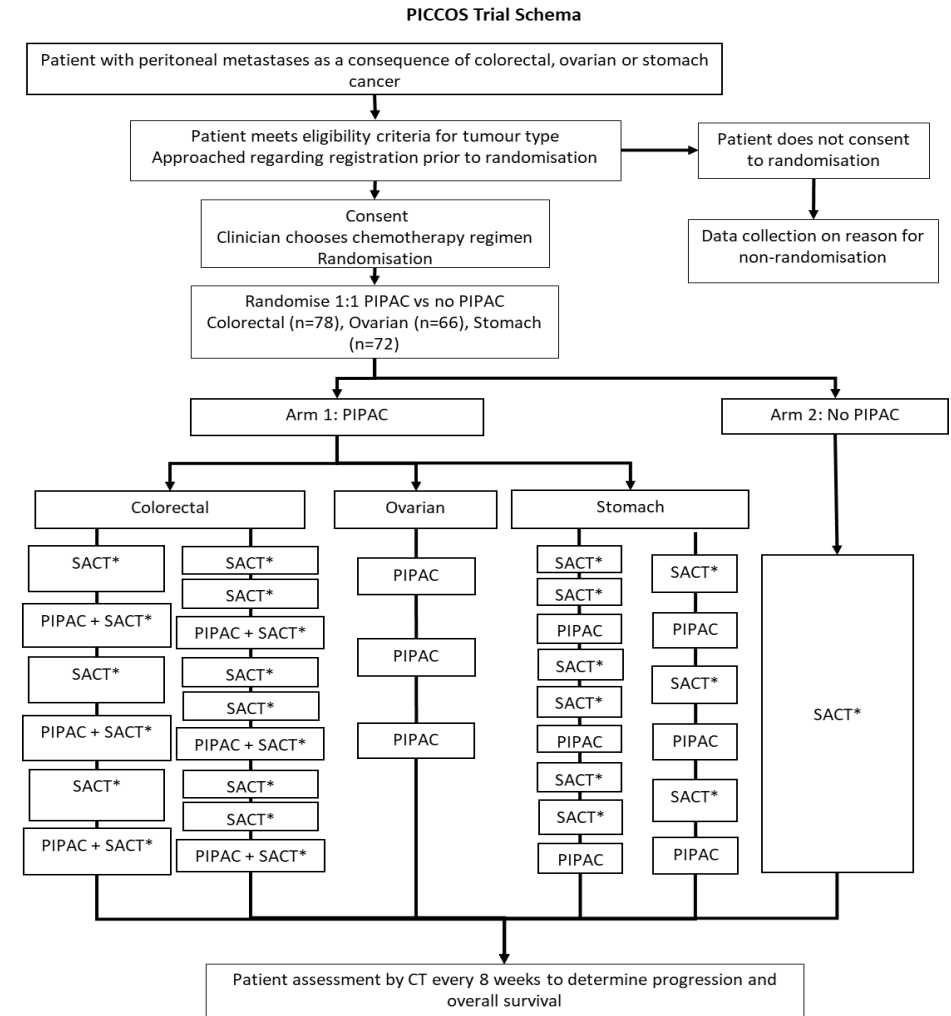 PICCOS Trial Schema
Patient with peritoneal metastases as a consequence of colorectal, ovarian or stomach
cancer
Patient meets eligibility criteria for tumour type
Approached regarding registration prior to randomisation
Patient does not consent
to randomisation
Consent
Clinician chooses chemotherapy regimen
Randomisation
Data collection on reason for
non-randomisation
Randomise 1:1 PIPAC vs no PIPAC
Colorectal (n=78), Ovarian (n=66), Stomach
(n=72)
Arm 1: PIPAC
Arm 2: No PIPAC
Colorectal
SACT*
PIPAC + SACT*
SACT*
PIPAC + SACT*
SACT*
PIPAC + SACT*
SACT*
SACT*
PIPAC + SACT*
SACT*
SACT*
PIPAC + SACT*
SACT*
SACT*
PIPAC + SACT*
Ovarian
PIPAC
PIPAC
PIPAC
Stomach
SACT*
SACT*
PIPAC
SACT*
SACT*
PIPAC
SACT*
SACT*
PIPAC
SACT*
PIPAC
SACT*
PIPAC
SACT*
PIPAC
SACT*
Patient assessment by CT every 8 weeks to determine progression and
overall survival